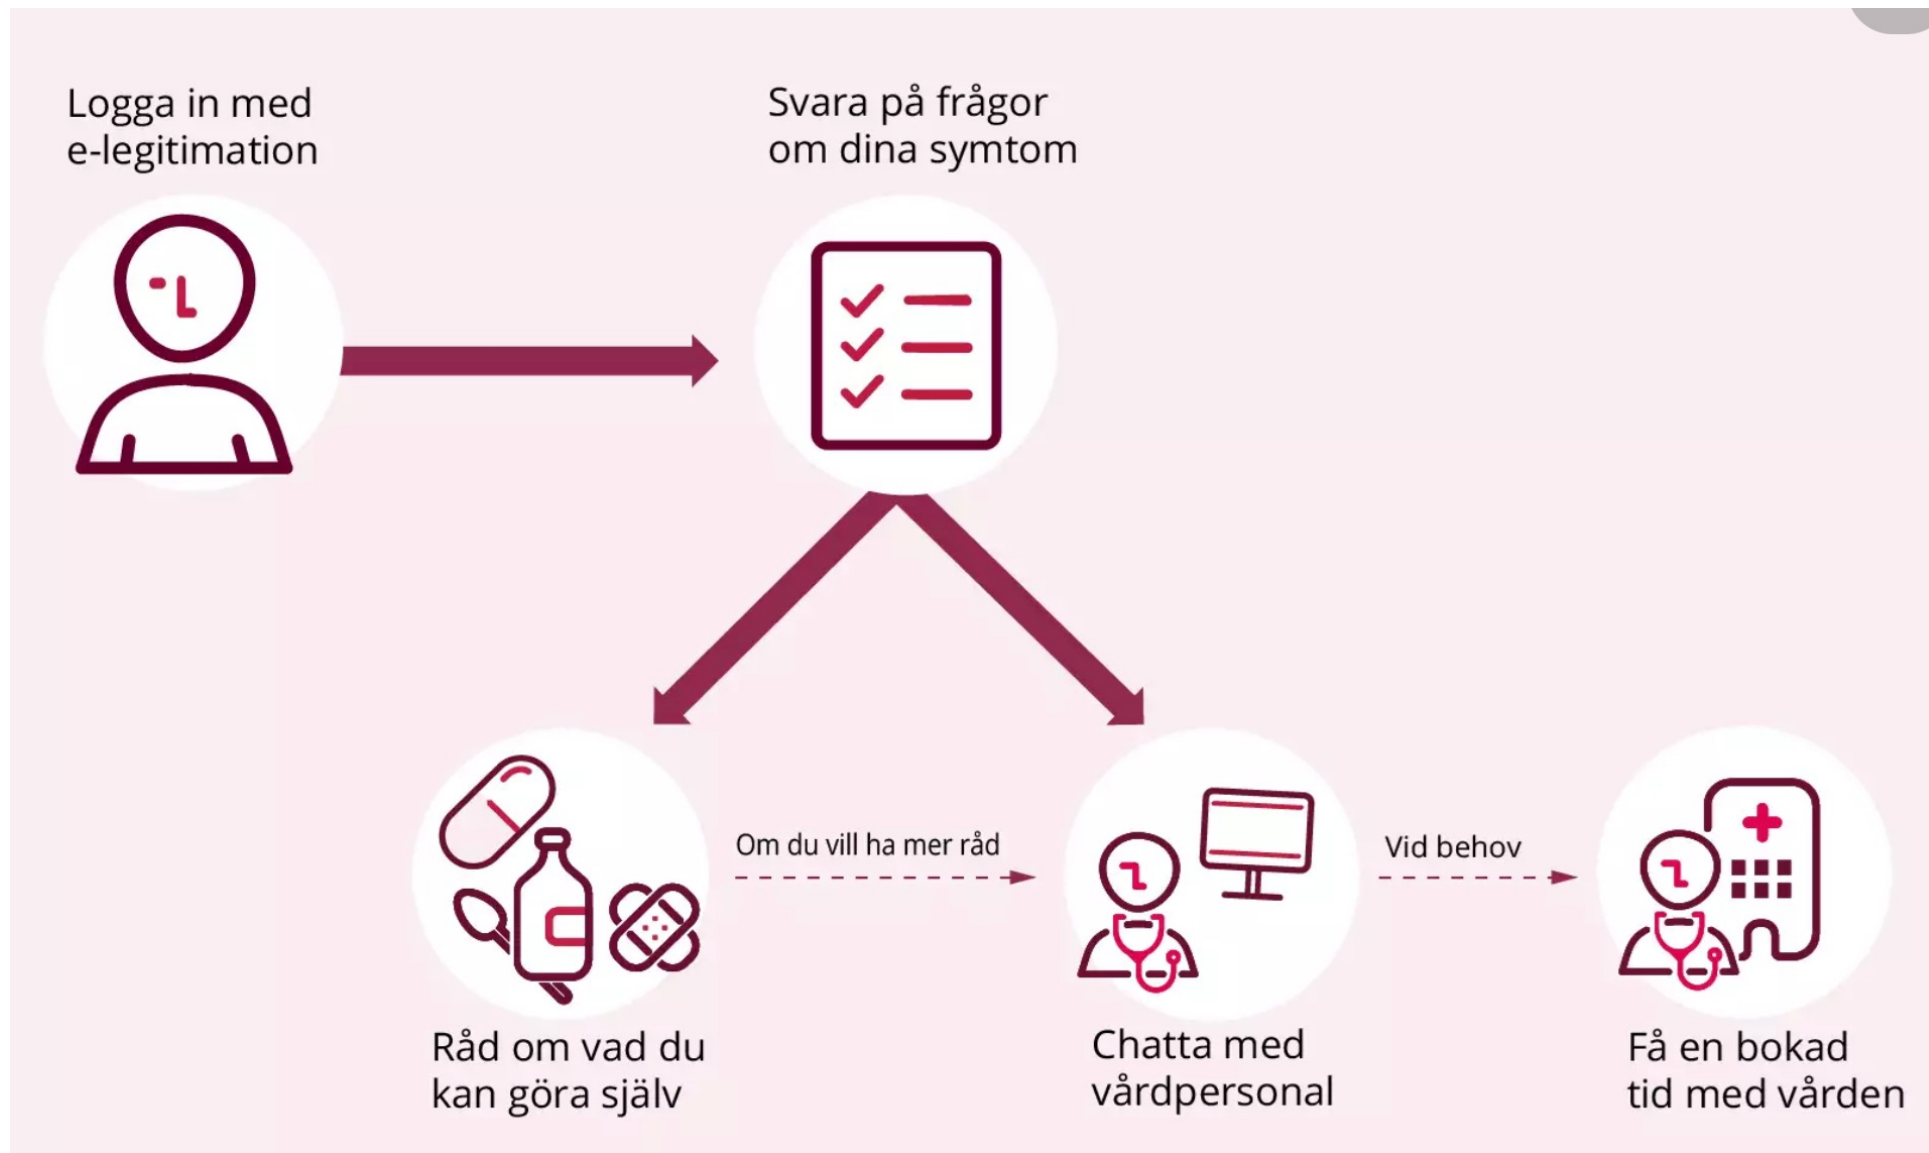 Logga in med
e-legitimation
Svara på frågor
om dina symtom
Om du vill ha mer råd
Vid behov
Råd om vad du
kan göra själv
Chatta med
vårdpersonal
Få en bokad
tid med vården